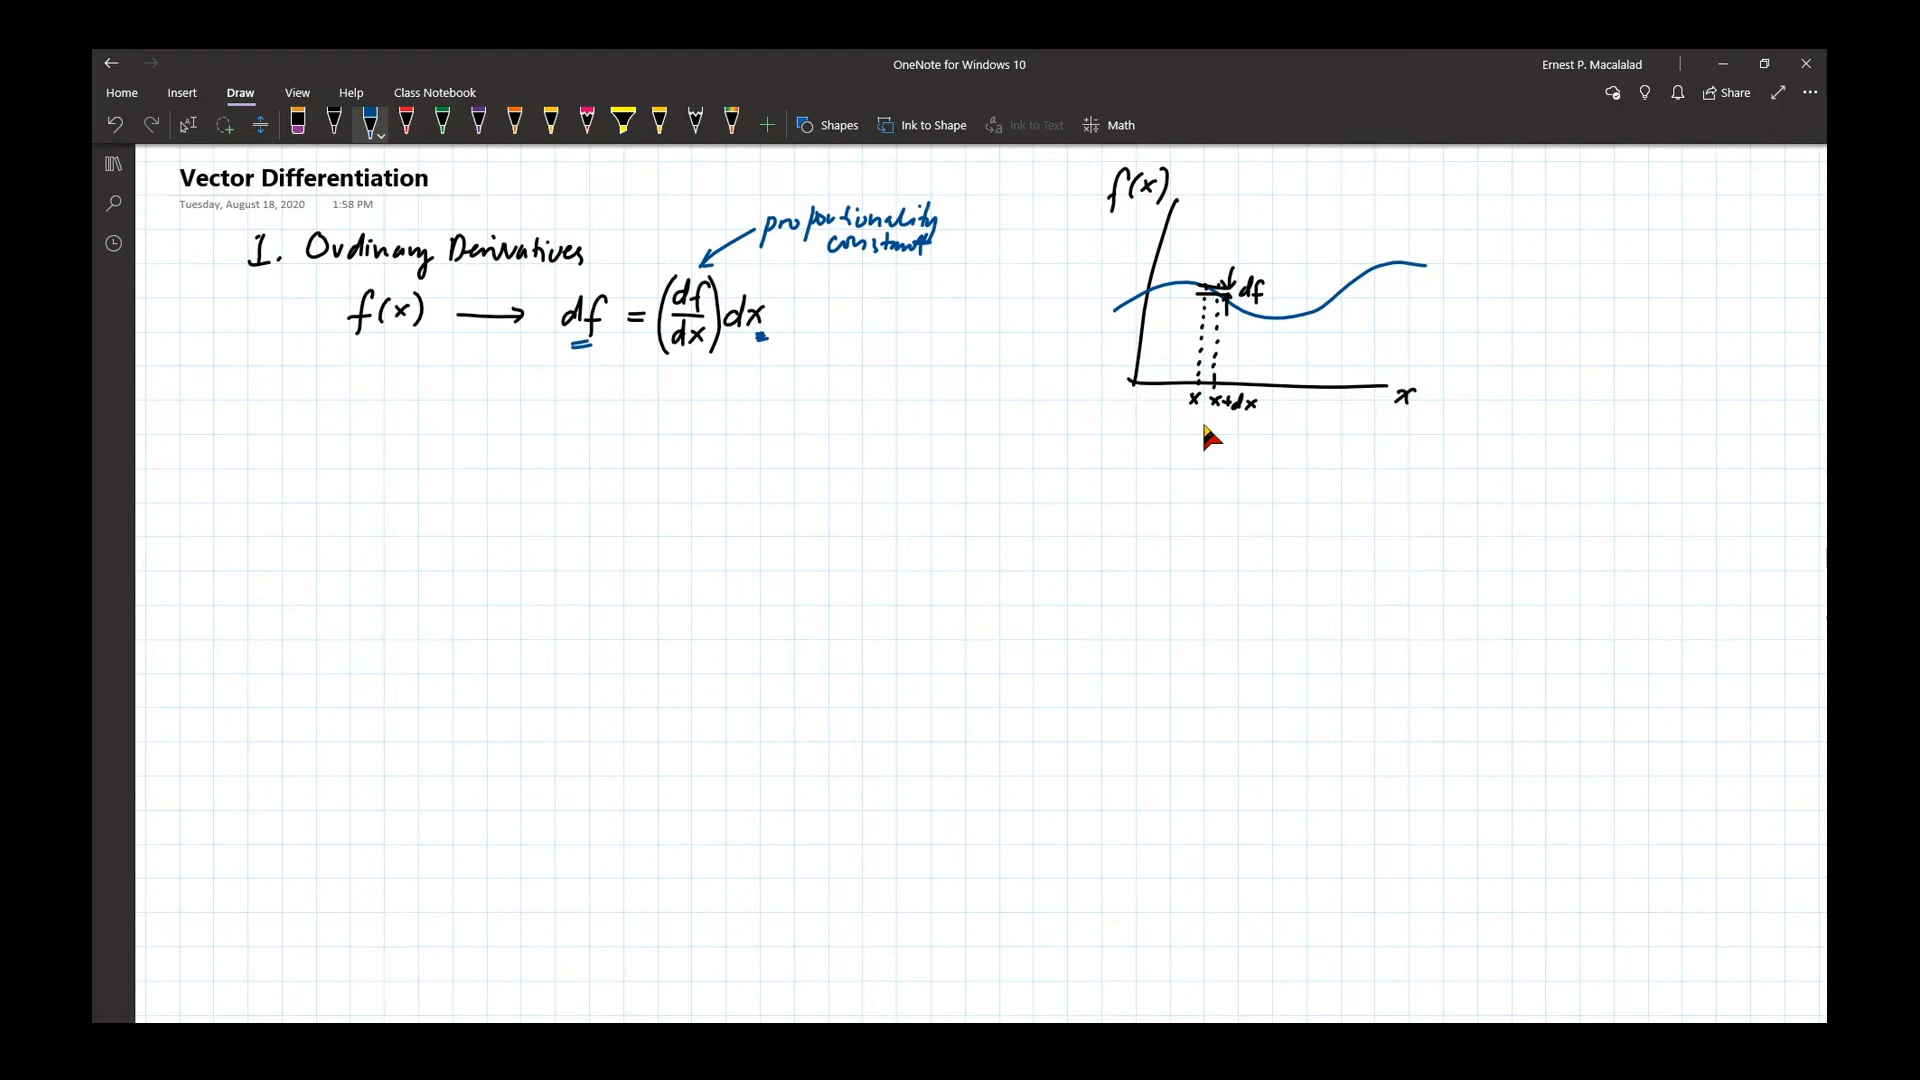 OneNote for Windows 10
Ernest P. Macalalad
Home Insert Draw View Help Class Notebook
Share
Shapes Ink to Shape Ink to Text Math
Vector Differentiation
Tuesday, August 18, 2020 1:58 PM
I. Ordinary Derivatives
proportionality
constant
f(x) → df = (df/dx) dx
f(x)
df
x x+dx
x